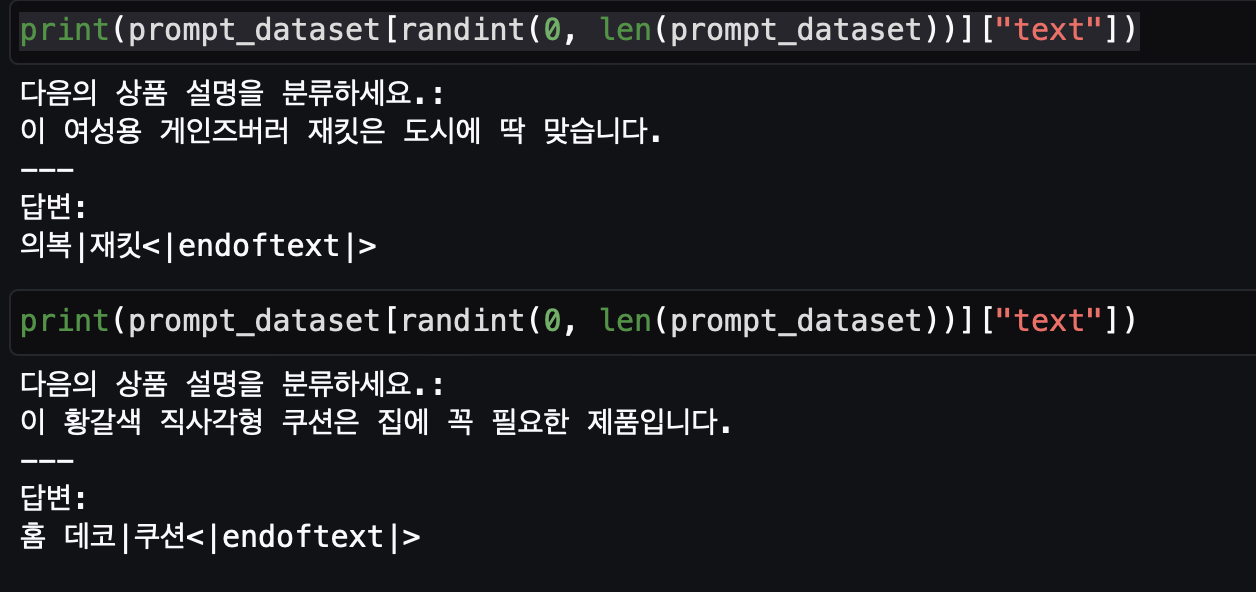 print(prompt_dataset[randint(0, len(prompt_dataset))]["text"])
다음의 상품 설명을 분류하세요.:
이 여성용 게인즈버러 재킷은 도시에 딱 맞습니다.
---
답변:
의복|재킷<|endoftext|>
print(prompt_dataset[randint(0, len(prompt_dataset))]["text"])
다음의 상품 설명을 분류하세요.:
이 황갈색 직사각형 쿠션은 집에 꼭 필요한 제품입니다.
---
답변:
홈 데코|쿠션<|endoftext|>